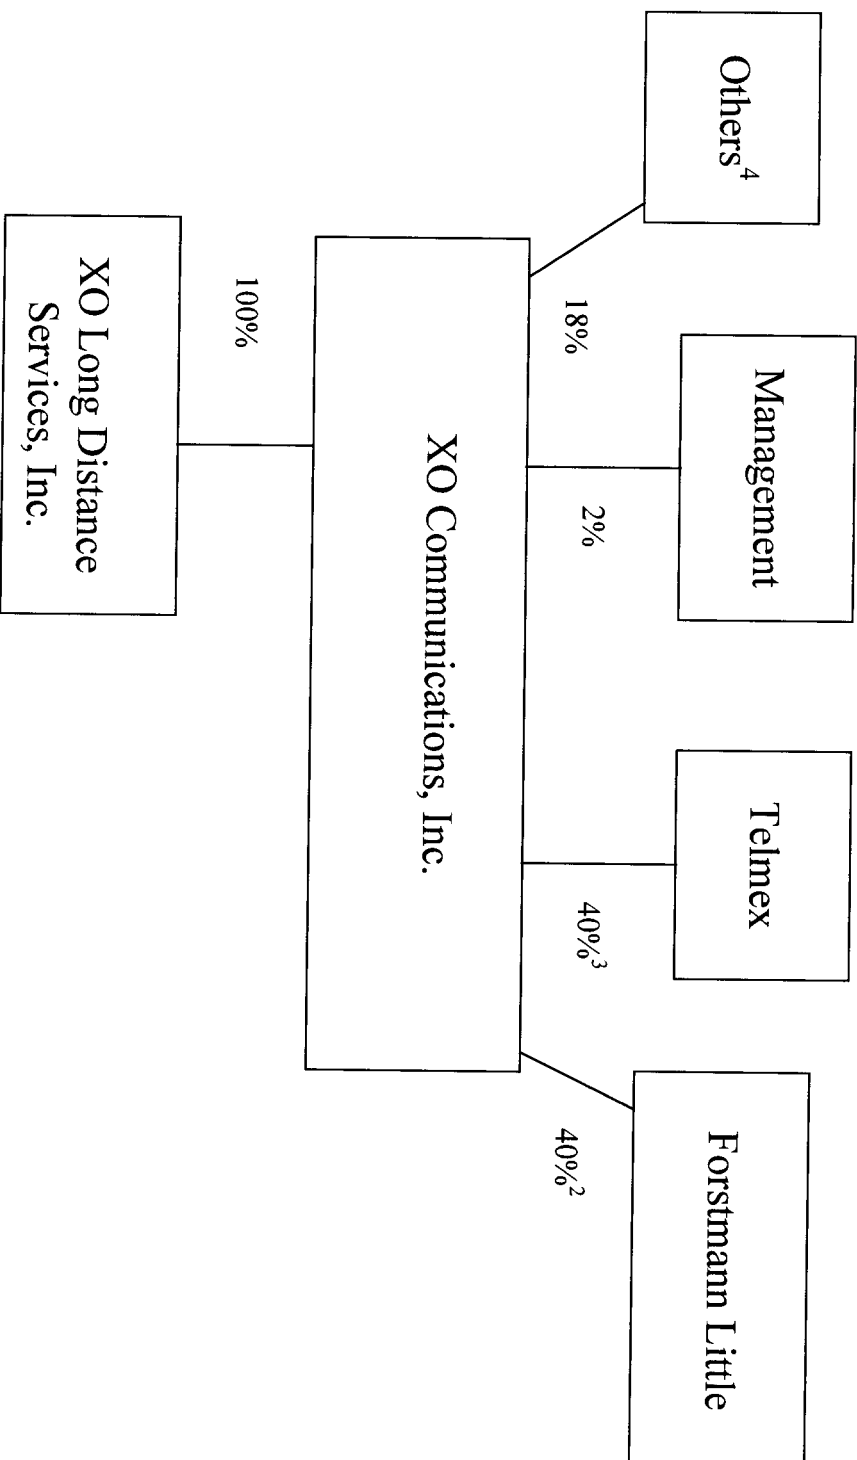 Others⁴
Management
Telmex
Forstmann Little
18%
2%
40%³
40%²
XO Communications, Inc.
100%
XO Long Distance
Services, Inc.